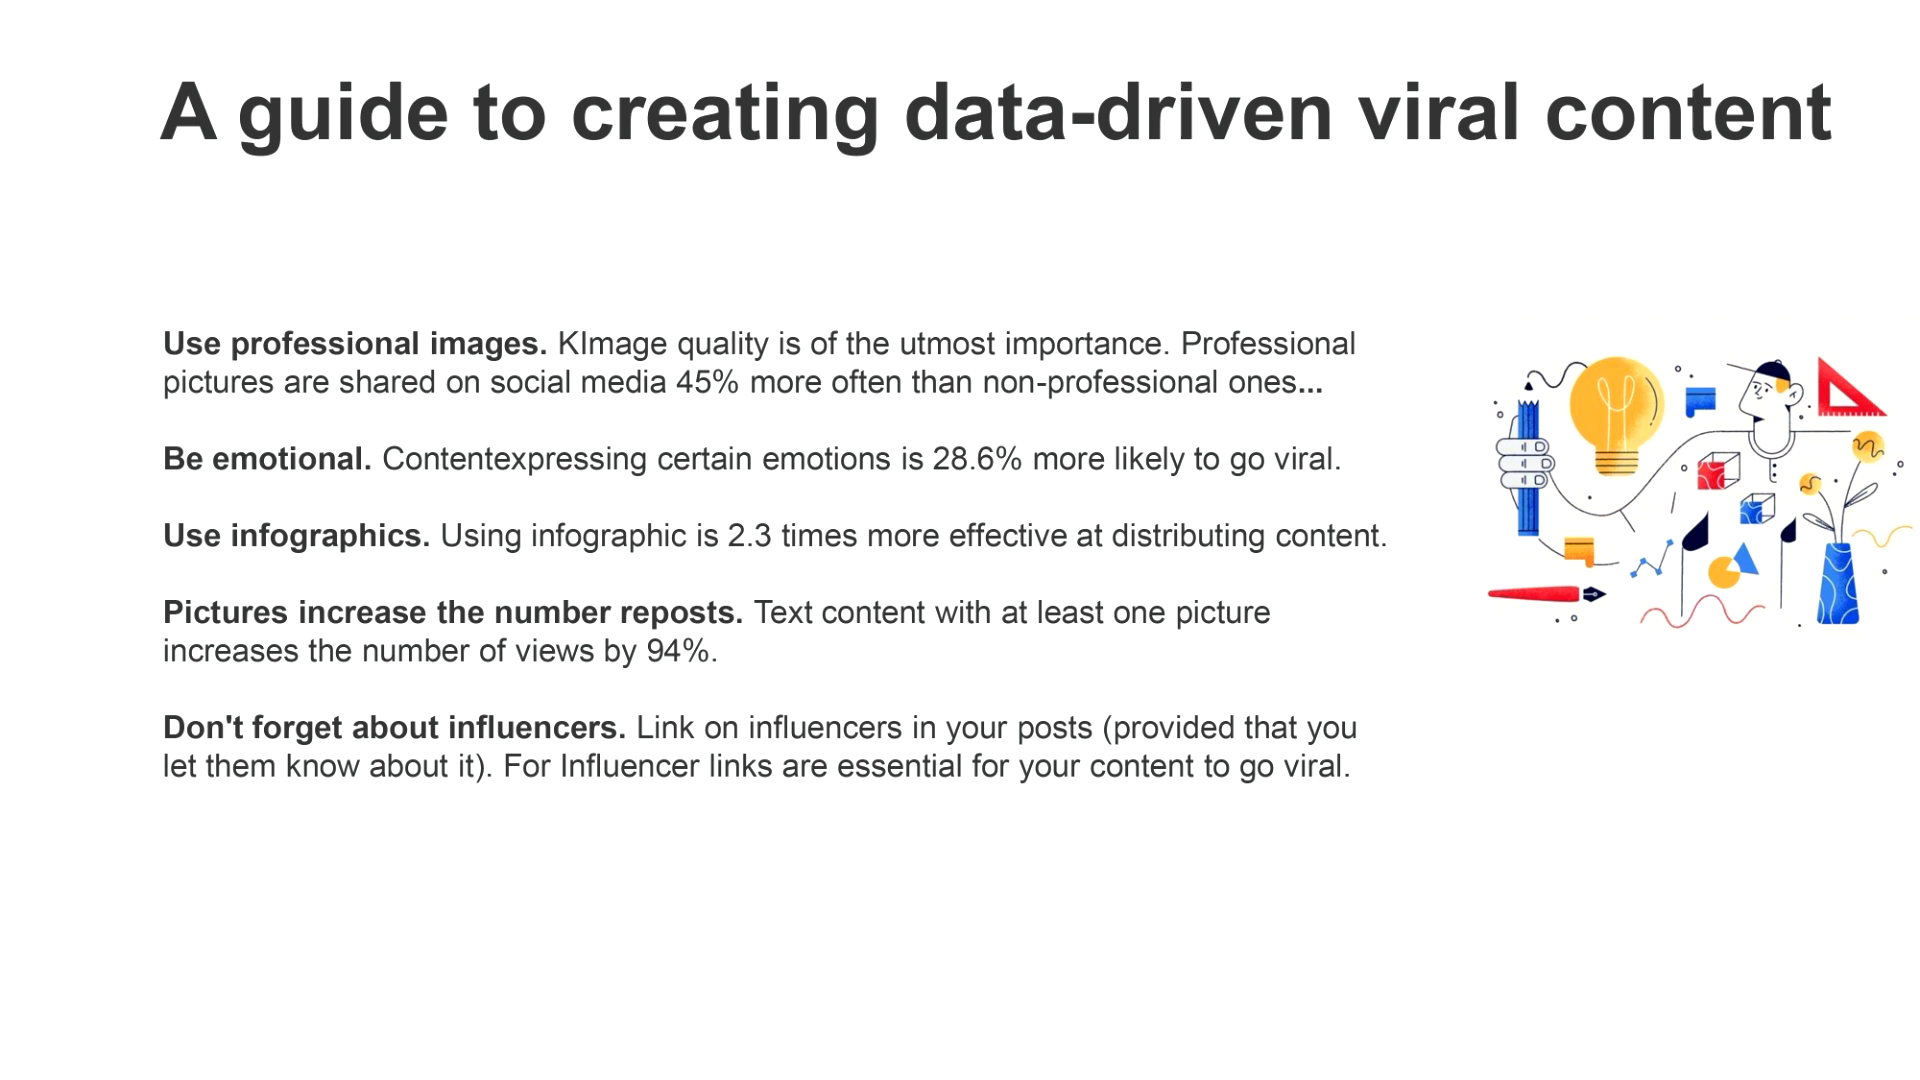 A guide to creating data-driven viral content
Use professional images. KImage quality is of the utmost importance. Professional
pictures are shared on social media 45% more often than non-professional ones...
Be emotional. Contentexpressing certain emotions is 28.6% more likely to go viral.
Use infographics. Using infographic is 2.3 times more effective at distributing content.
Pictures increase the number reposts. Text content with at least one picture
increases the number of views by 94%.
Don't forget about influencers. Link on influencers in your posts (provided that you
let them know about it). For Influencer links are essential for your content to go viral.